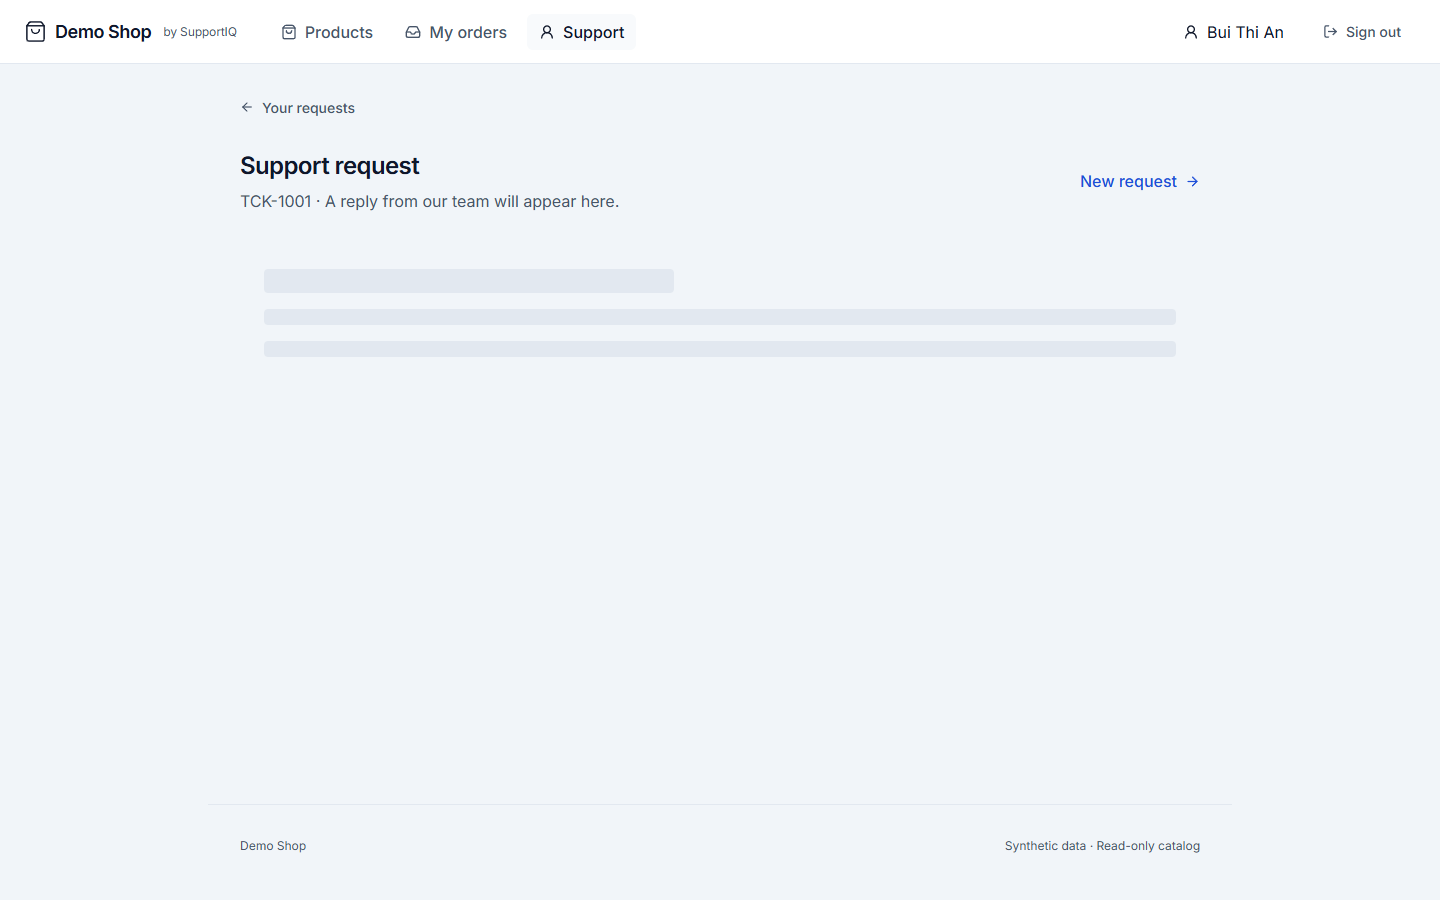 Demo Shop by SupportIQ Products My orders Support Bui Thi An Sign out
Your requests
Support request
New request
TCK-1001 · A reply from our team will appear here.
Demo Shop Synthetic data · Read-only catalog